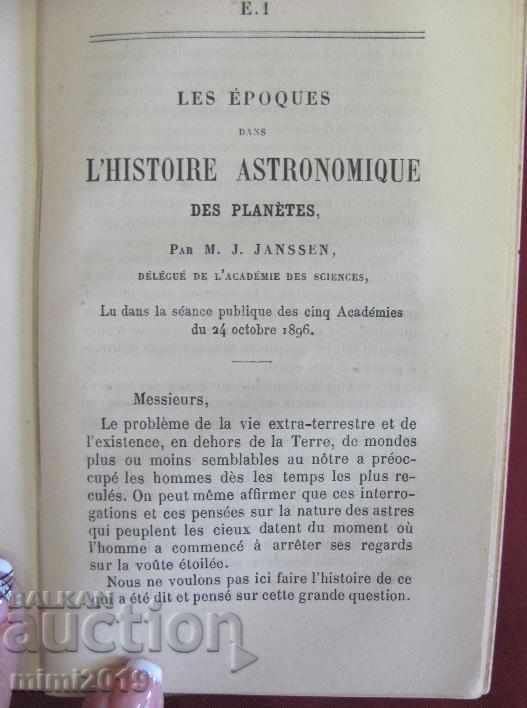 E.1
LES ÉPOQUES
DANS
L'HISTOIRE ASTRONOMIQUE
DES PLANÈTES,
PAR M. J. JANSSEN,
DÉLÉGUÉ DE L'ACADÉMIE DES SCIENCES,
Lu dans la séance publique des cinq Académies
du 24 octobre 1896.
Messieurs,
Le problème de la vie extra-terrestre et de
l'existence, en dehors de la Terre, de mondes
plus ou moins semblables au nôtre a préoc-
cupé les hommes dès les temps les plus re-
culés. On peut même affirmer que ces interro-
gations et ces pensées sur la nature des astres
qui peuplent les cieux datent du moment où
l'homme a commencé à arrêter ses regards
sur la voûte étoilée.
Nous ne voulons pas ici faire l'histoire de ce
qui a été dit et pensé sur cette grande question.
BALKAN
auction
mimi2019